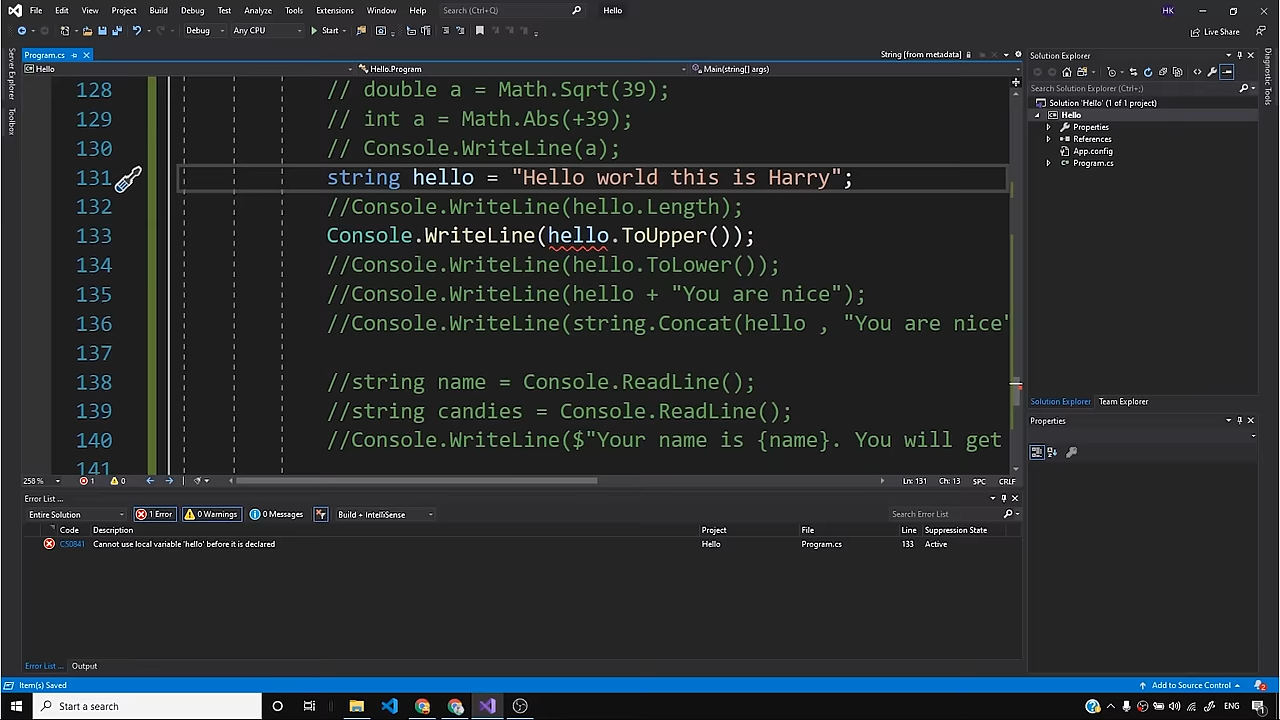 File Edit View Project Build Debug Test Analyze Tools Extensions Window Help Search (Ctrl+Q) Hello HK
Debug Any CPU Start Live Share
Server Explorer
Toolbox
Program.cs String [from metadata]
Hello Hello.Program Main(string[] args)
128 // double a = Math.Sqrt(39);
129 // int a = Math.Abs(+39);
130 // Console.WriteLine(a);
131 string hello = "Hello world this is Harry";
132 //Console.WriteLine(hello.Length);
133 Console.WriteLine(hello.ToUpper());
134 //Console.WriteLine(hello.ToLower());
135 //Console.WriteLine(hello + "You are nice");
136 //Console.WriteLine(string.Concat(hello , "You are nice"
137
138 //string name = Console.ReadLine();
139 //string candies = Console.ReadLine();
140 //Console.WriteLine($"Your name is {name}. You will get
141
258 % 1 0 Ln: 131 Ch: 13 SPC CRLF
Error List ...
Entire Solution 1 Error 0 Warnings 0 Messages Build + IntelliSense Search Error List
Code Description Project File Line Suppression State
CS0841 Cannot use local variable 'hello' before it is declared Hello Program.cs 133 Active
Error List ... Output
Solution Explorer
Search Solution Explorer (Ctrl+;)
Solution 'Hello' (1 of 1 project)
Hello
Properties
References
App.config
Program.cs
Solution Explorer Team Explorer
Properties
Diagnostic Tools
Item(s) Saved Add to Source Control 2
Start a search ENG